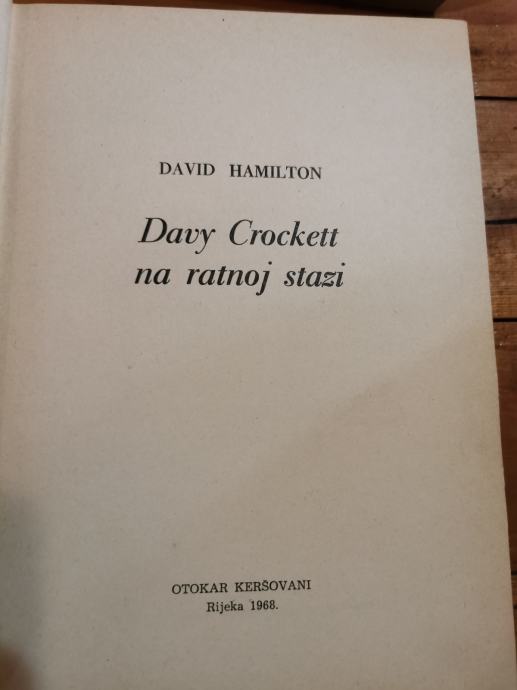 DAVID HAMILTON
Davy Crockett
na ratnoj stazi
OTOKAR KERŠOVANI
Rijeka 1968.